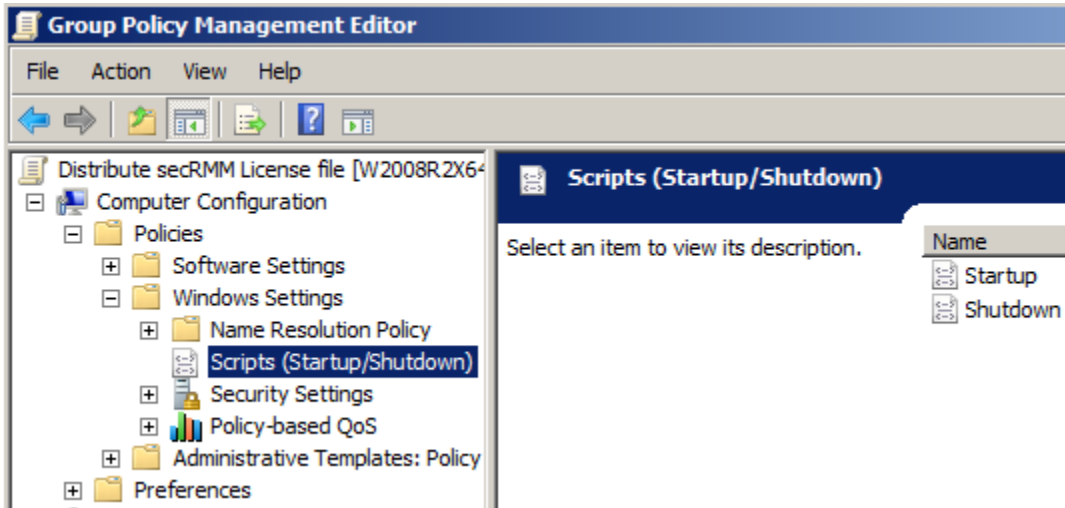 Group Policy Management Editor
File Action View Help
Distribute secRMM License file [W2008R2X64
Computer Configuration
Policies
Software Settings
Windows Settings
Name Resolution Policy
Scripts (Startup/Shutdown)
Security Settings
Policy-based QoS
Administrative Templates: Policy
Preferences
Scripts (Startup/Shutdown)
Select an item to view its description.
Name
Startup
Shutdown